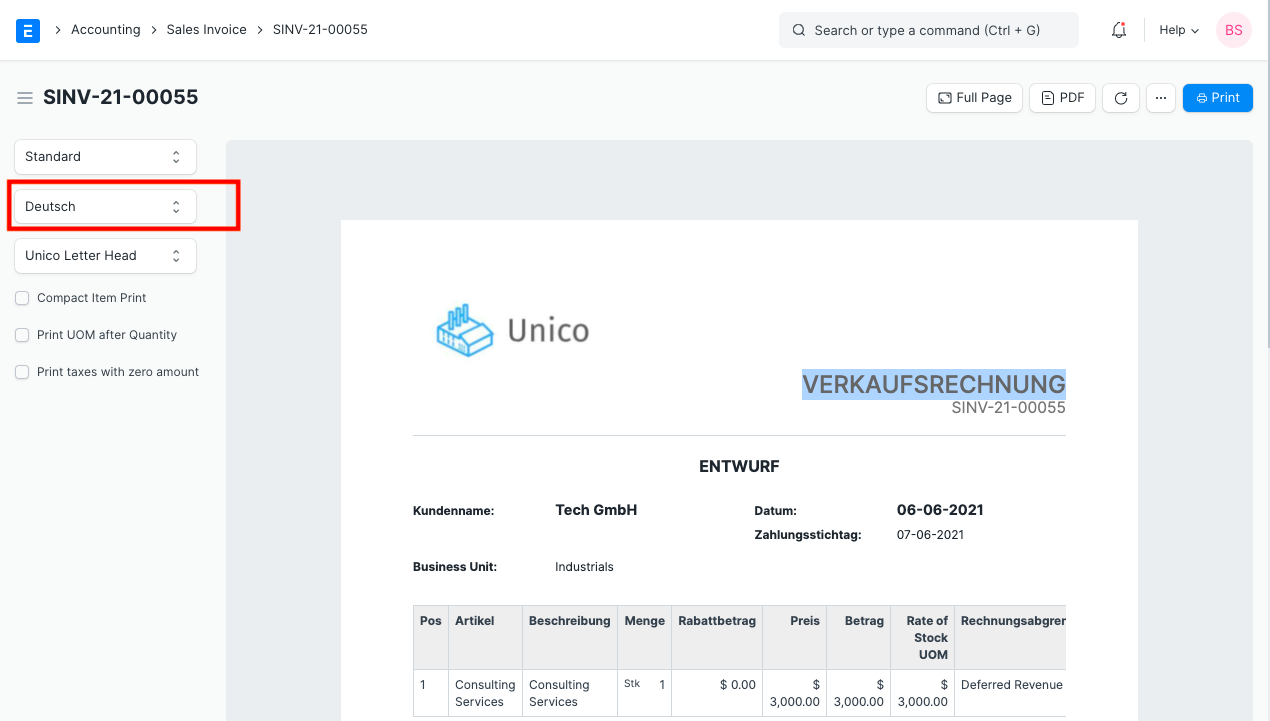 E > Accounting > Sales Invoice > SINV-21-00055
Search or type a command (Ctrl + G)
Help
BS
SINV-21-00055
Full Page
PDF
...
Print
Standard
Deutsch
Unico Letter Head
Compact Item Print
Print UOM after Quantity
Print taxes with zero amount
Unico
VERKAUFSRECHNUNG
SINV-21-00055
ENTWURF
Kundenname: Tech GmbH
Datum: 06-06-2021
Zahlungsstichtag: 07-06-2021
Business Unit: Industrials
Pos Artikel Beschreibung Menge Rabattbetrag Preis Betrag Rate of Rechnungsabgren
Stock
UOM
1 Consulting Consulting Stk 1 $ 0.00 $ $ $ Deferred Revenue
Services Services 3,000.00 3,000.00 3,000.00